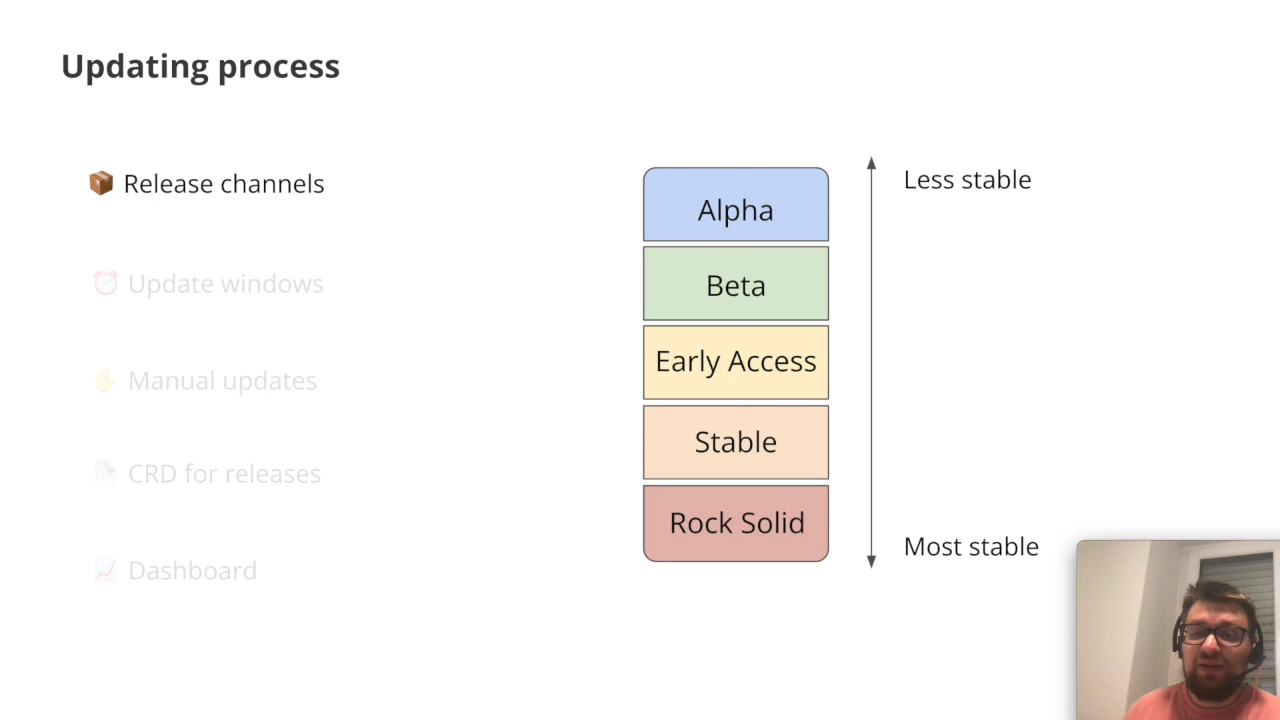 Updating process
📦 Release channels
⏰ Update windows
✋ Manual updates
📄 CRD for releases
📈 Dashboard
Alpha
Beta
Early Access
Stable
Rock Solid
Less stable
Most stable